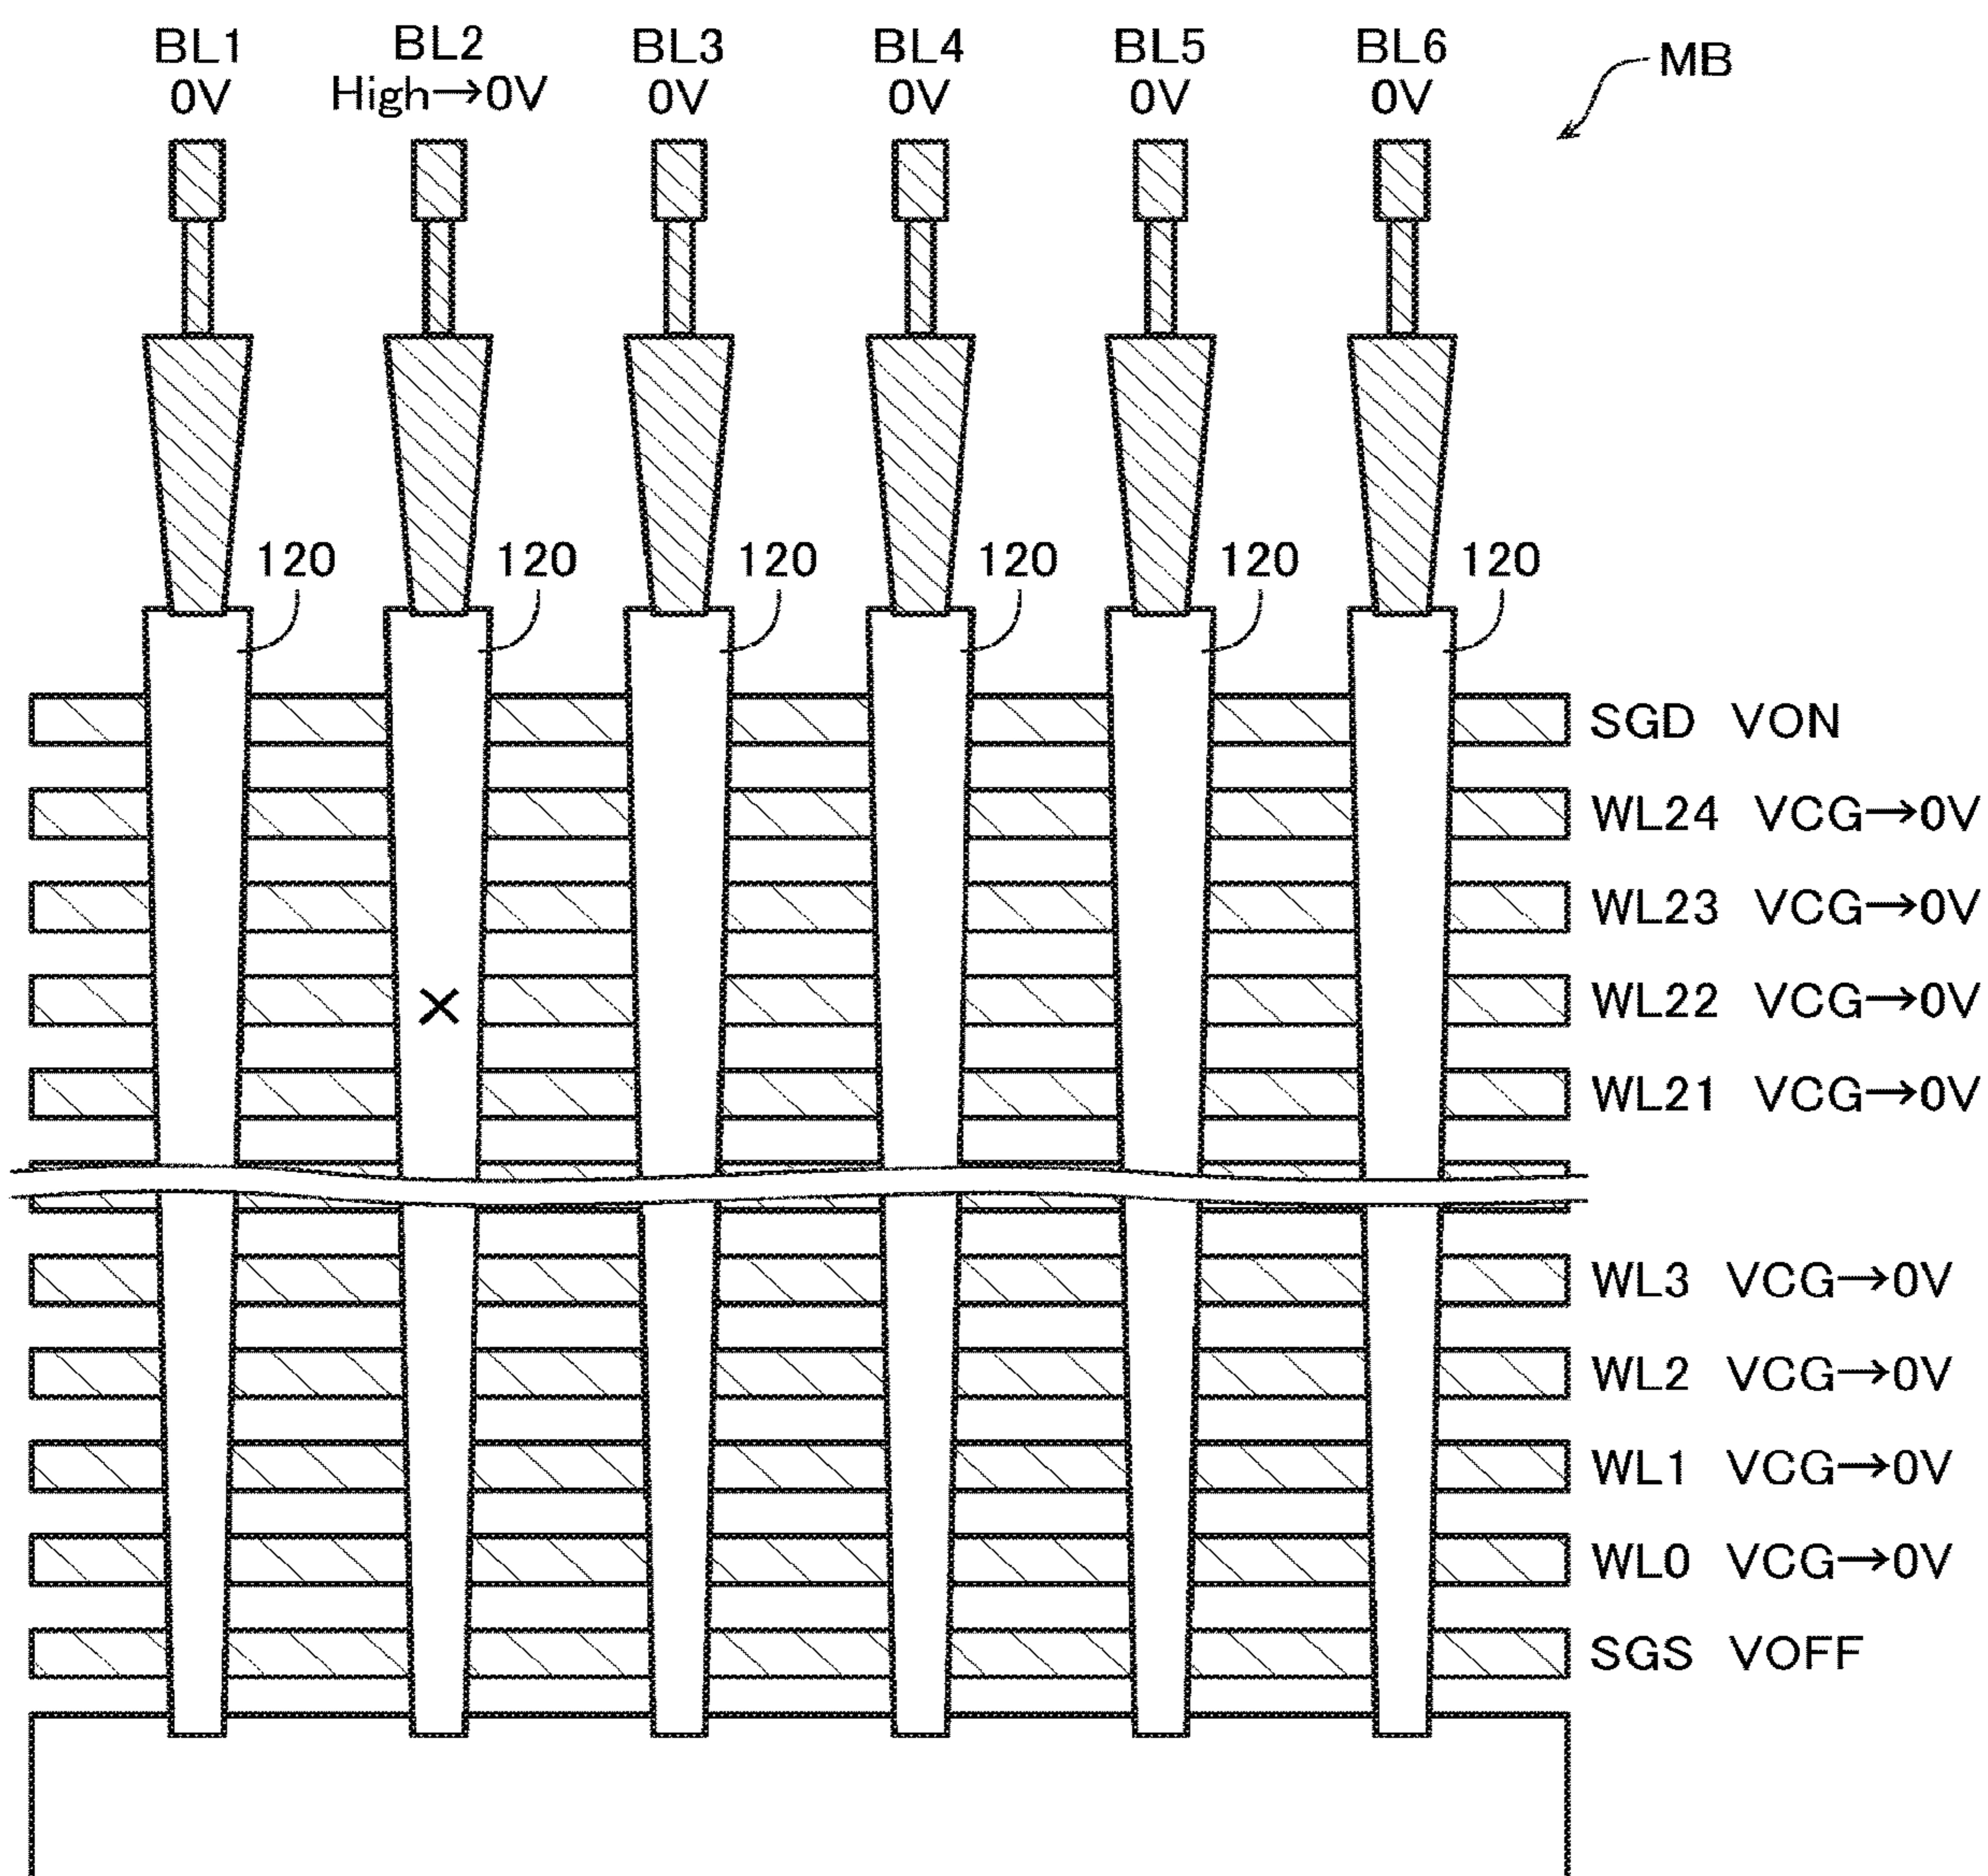 BL1 BL2 BL3 BL4 BL5 BL6 MB
0V High→0V 0V 0V 0V 0V
120 120 120 120 120 120
SGD VON
WL24 VCG→0V
WL23 VCG→0V
WL22 VCG→0V
WL21 VCG→0V
WL3 VCG→0V
WL2 VCG→0V
WL1 VCG→0V
WL0 VCG→0V
SGS VOFF